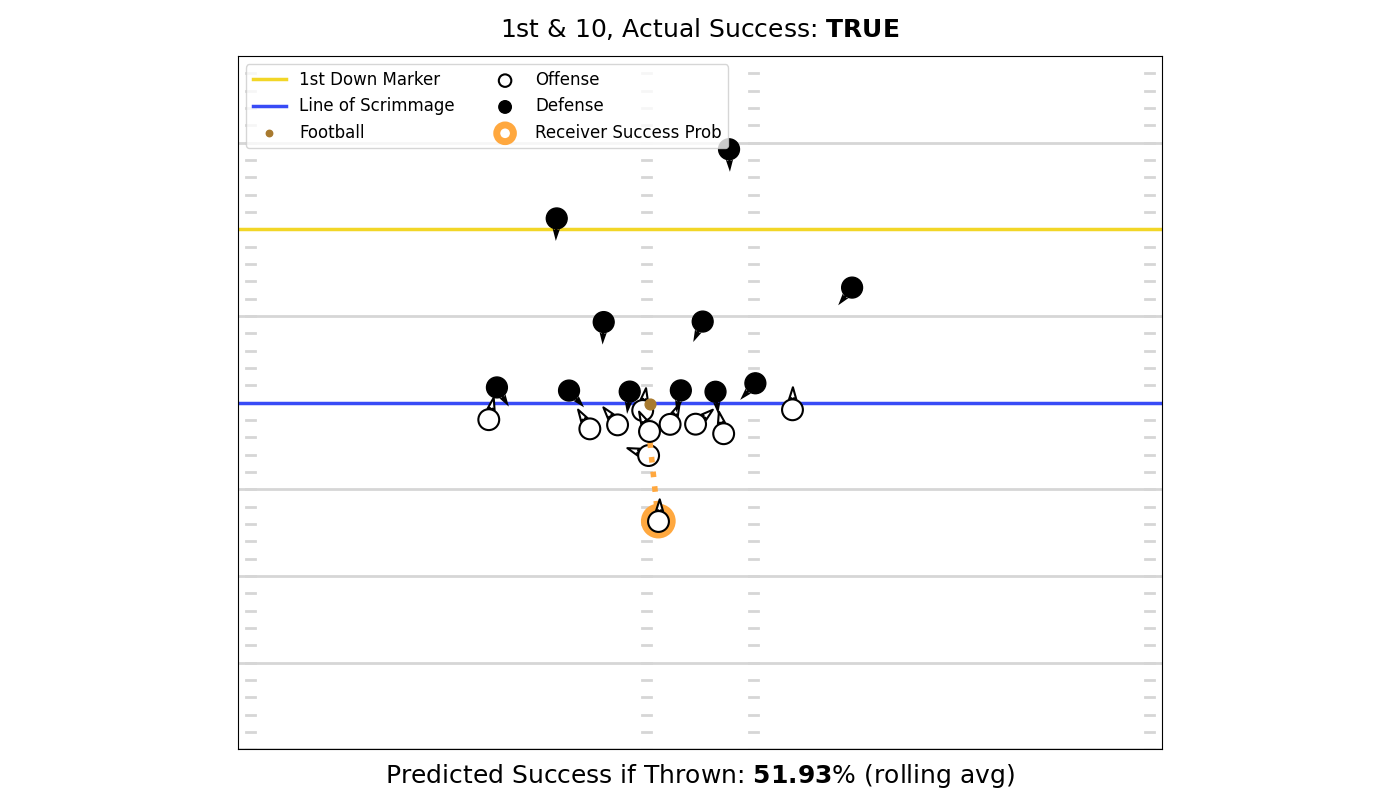 1st & 10, Actual Success: TRUE
1st Down Marker
Line of Scrimmage
Football
Offense
Defense
Receiver Success Prob
Predicted Success if Thrown: 51.93% (rolling avg)